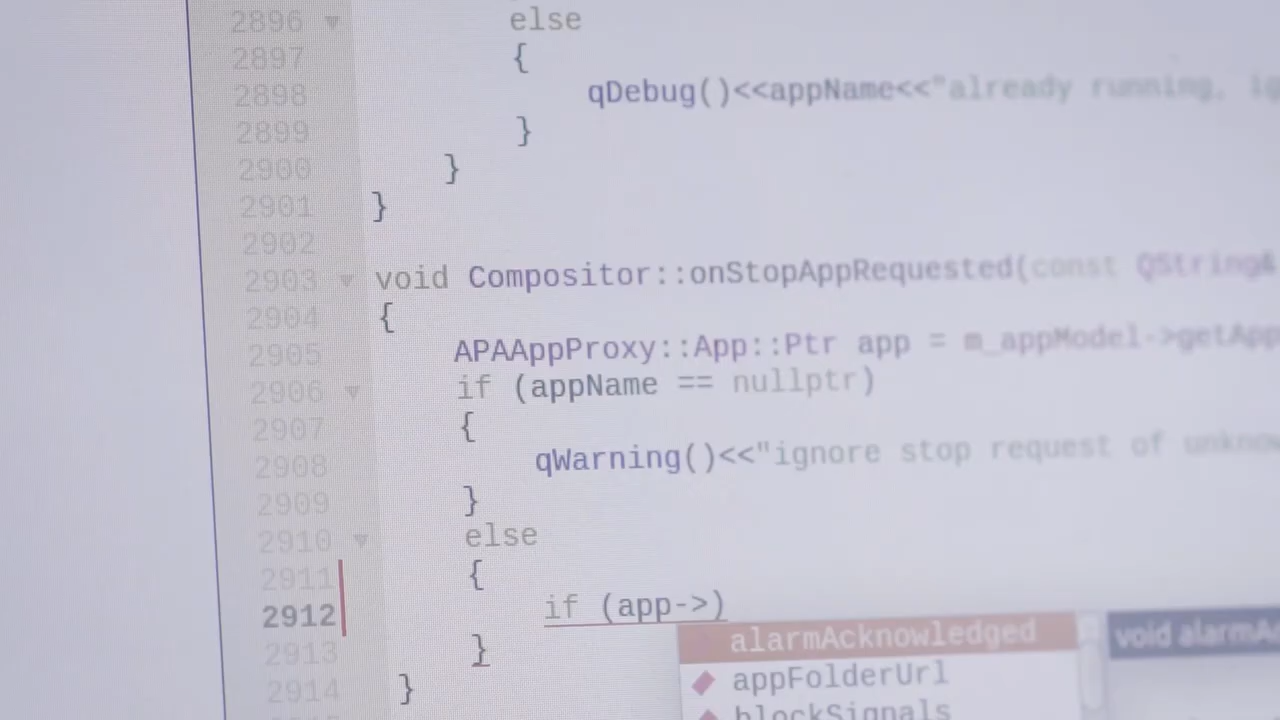 2896 else
2897 {
2898 qDebug()<<appName<<"already running,
2899 }
2900 }
2901 }
2902
2903 void Compositor::onStopAppRequested(const QString&
2904 {
2905 APAAppProxy::App::Ptr app = m_appModel->getApp
2906 if (appName == nullptr)
2907 {
2908 qWarning()<<"ignore stop request of
2909 }
2910 else
2911 {
2912 if (app->)
alarmAcknowledged void
2913 }
appFolderUrl
2914 }
blockSignals